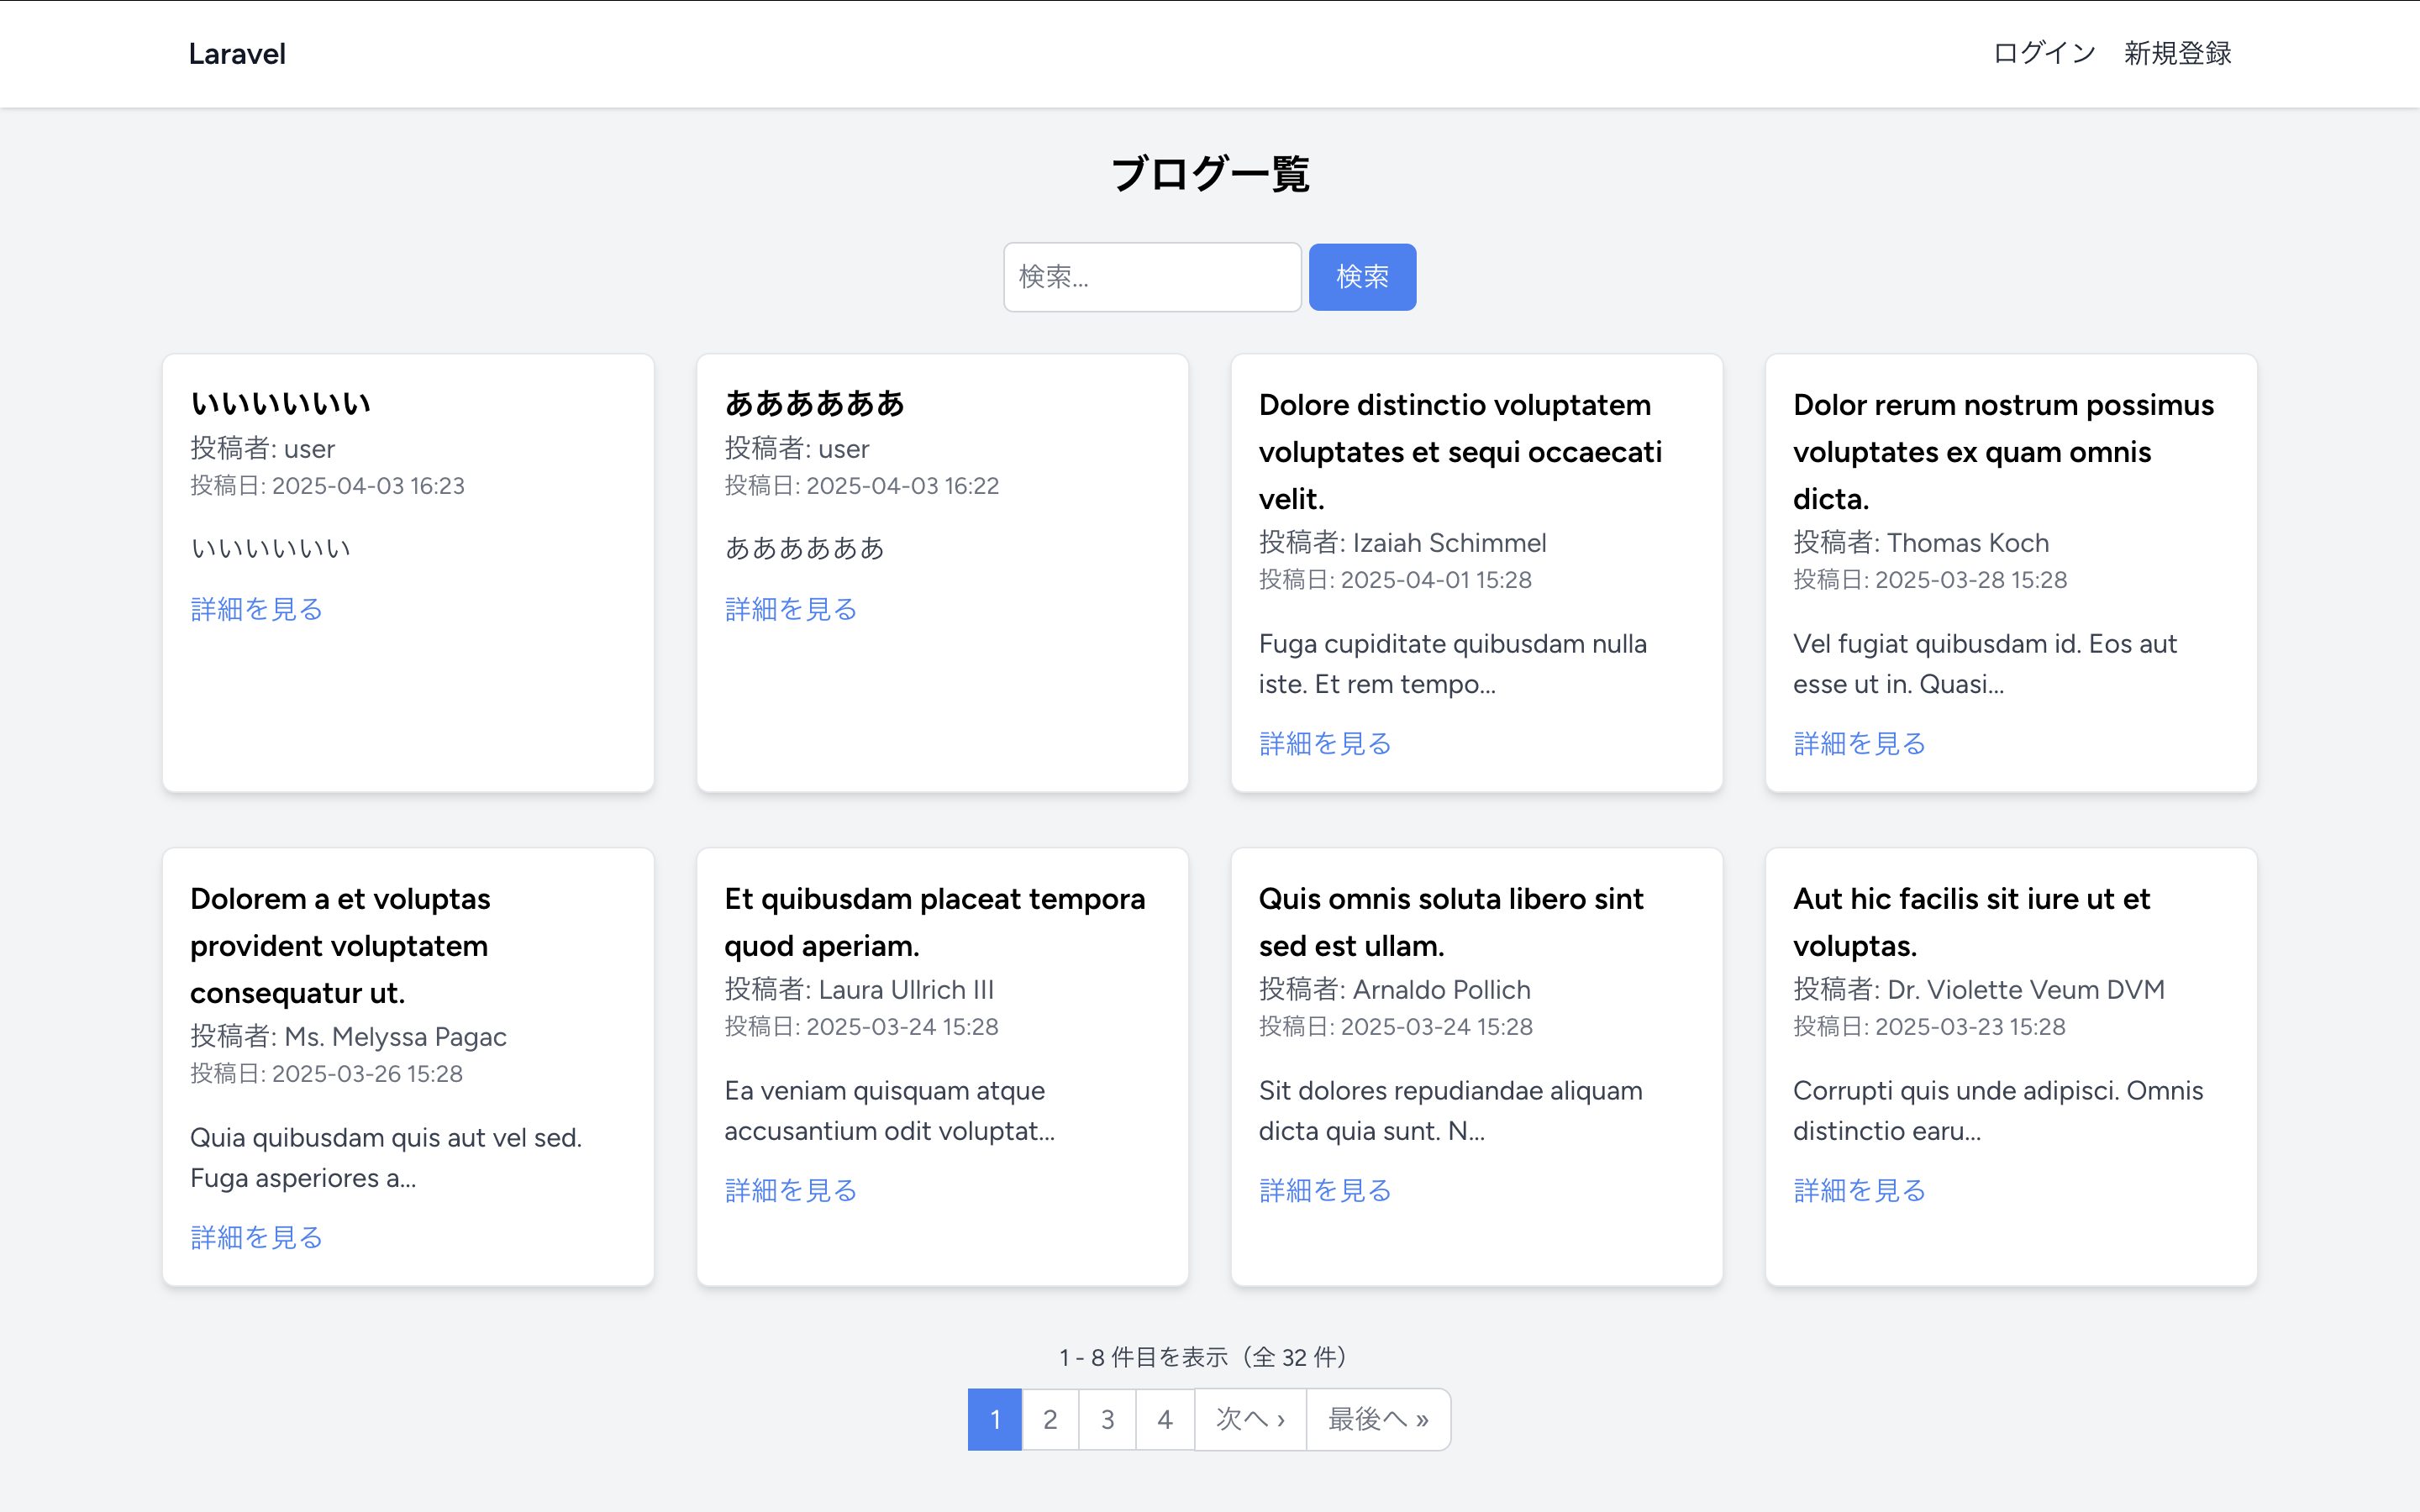 Laravel
ログイン 新規登録
ブログ一覧
検索...
検索
いいいいいい
投稿者: user
投稿日: 2025-04-03 16:23
いいいいいい
詳細を見る
ああああああ
投稿者: user
投稿日: 2025-04-03 16:22
ああああああ
詳細を見る
Dolore distinctio voluptatem
voluptates et sequi occaecati
velit.
投稿者: Izaiah Schimmel
投稿日: 2025-04-01 15:28
Fuga cupiditate quibusdam nulla
iste. Et rem tempo...
詳細を見る
Dolor rerum nostrum possimus
voluptates ex quam omnis
dicta.
投稿者: Thomas Koch
投稿日: 2025-03-28 15:28
Vel fugiat quibusdam id. Eos aut
esse ut in. Quasi...
詳細を見る
Dolorem a et voluptas
provident voluptatem
consequatur ut.
投稿者: Ms. Melyssa Pagac
投稿日: 2025-03-26 15:28
Quia quibusdam quis aut vel sed.
Fuga asperiores a...
詳細を見る
Et quibusdam placeat tempora
quod aperiam.
投稿者: Laura Ullrich III
投稿日: 2025-03-24 15:28
Ea veniam quisquam atque
accusantium odit voluptat...
詳細を見る
Quis omnis soluta libero sint
sed est ullam.
投稿者: Arnaldo Pollich
投稿日: 2025-03-24 15:28
Sit dolores repudiandae aliquam
dicta quia sunt. N...
詳細を見る
Aut hic facilis sit iure ut et
voluptas.
投稿者: Dr. Violette Veum DVM
投稿日: 2025-03-23 15:28
Corrupti quis unde adipisci. Omnis
distinctio earu...
詳細を見る
1 - 8 件目を表示（全 32 件）
1 2 3 4 次へ › 最後へ »